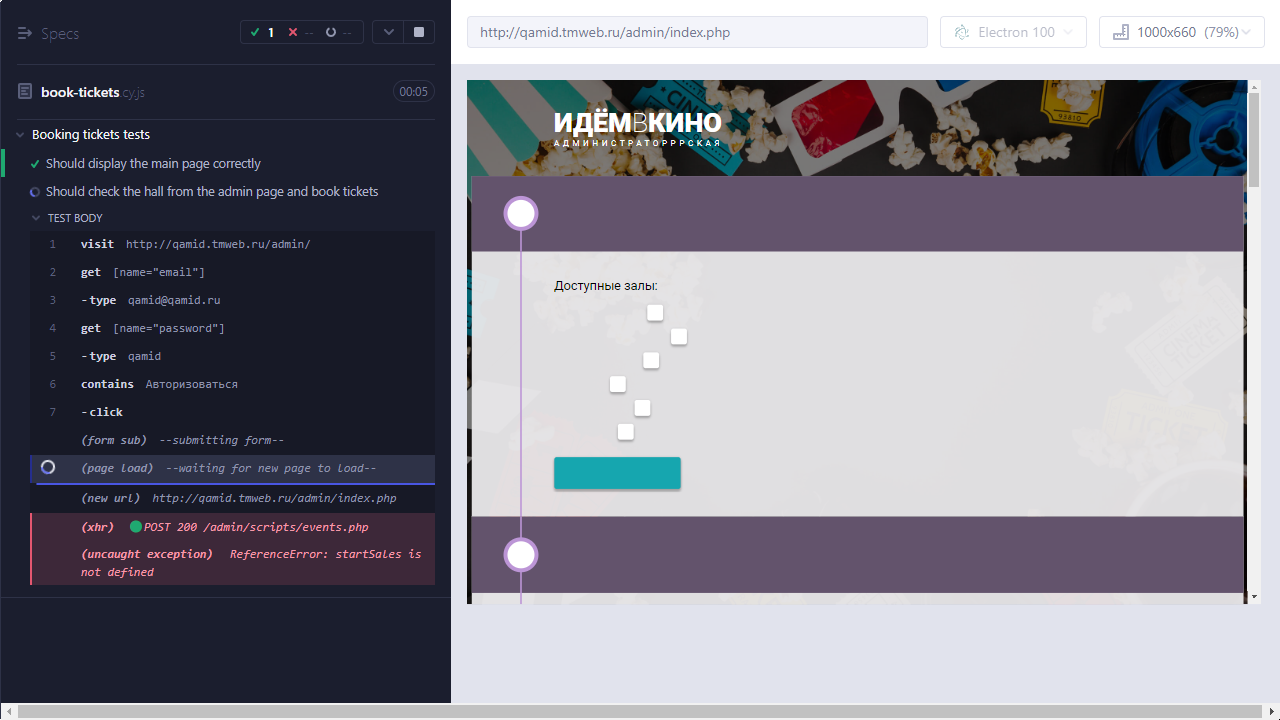 Specs
1 -- --
http://qamid.tmweb.ru/admin/index.php
Electron 100
1000x660 (79%)
book-tickets.cy.js
00:05
Booking tickets tests
Should display the main page correctly
Should check the hall from the admin page and book tickets
TEST BODY
1 visit http://qamid.tmweb.ru/admin/
2 get [name="email"]
3 -type qamid@qamid.ru
4 get [name="password"]
5 -type qamid
6 contains Авторизоваться
7 -click
(form sub) --submitting form--
(page load) --waiting for new page to load--
(new url) http://qamid.tmweb.ru/admin/index.php
(xhr) POST 200 /admin/scripts/events.php
(uncaught exception) ReferenceError: startSales is
not defined
ИДЁМВКИНО
АДМИНИСТРАТОРРРСКАЯ
CINEMA
93810
Доступные залы: